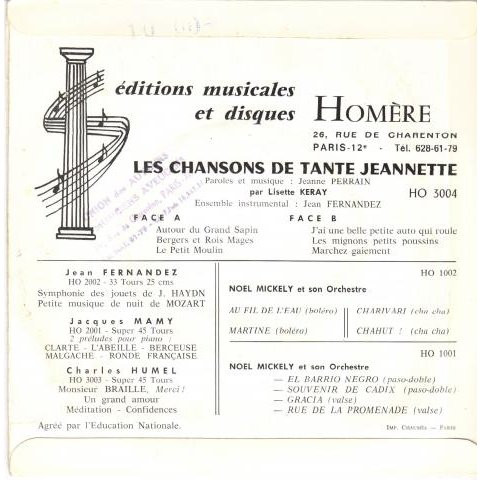 éditions musicales
et disques HOMÈRE
26, RUE DE CHARENTON
PARIS-12e - Tél. 628-61-79
LES CHANSONS DE TANTE JEANNETTE
Paroles et musique : Jeanne PERRAIN
par Lisette KERAY HO 3004
Ensemble instrumental : Jean FERNANDEZ
FACE A
Autour du Grand Sapin
Bergers et Rois Mages
Le Petit Moulin
FACE B
J'ai une belle petite auto qui roule
Les mignons petits poussins
Marchez gaiement
Jean FERNANDEZ
HO 2002 - 33 Tours 25 cms
Symphonie des jouets de J. HAYDN
Petite musique de nuit de MOZART
Jacques MAMY
HO 2001 - Super 45 Tours
2 préludes pour piano :
CLARTE - L'ABEILLE - BERCEUSE
MALGACHE - RONDE FRANÇAISE
Charles HUMEL
HO 3003 - Super 45 Tours
Monsieur BRAILLE, Merci !
Un grand amour
Méditation - Confidences
Agréé par l'Education Nationale.
HO 1002
NOEL MICKELY et son Orchestre
AU FIL DE L'EAU (boléro)
MARTINE (boléro)
CHARIVARI (cha cha)
CHAHUT ! (cha cha)
HO 1001
NOEL MICKELY et son Orchestre
— EL BARRIO NEGRO (paso-doble)
— SOUVENIR DE CADIX (paso-doble)
— GRACIA (valse)
— RUE DE LA PROMENADE (valse)